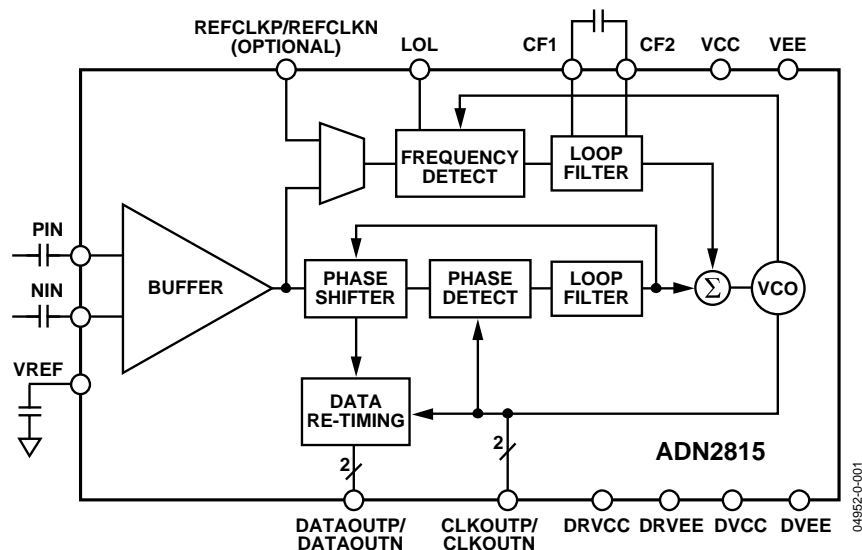 REFCLKP/REFCLKN
(OPTIONAL)
LOL
CF1
CF2
VCC
VEE
FREQUENCY
DETECT
LOOP
FILTER
PIN
NIN
BUFFER
PHASE
SHIFTER
PHASE
DETECT
LOOP
FILTER
Σ
VCO
VREF
DATA
RE-TIMING
2
2
ADN2815
DATAOUTP/
DATAOUTN
CLKOUTP/
CLKOUTN
DRVCC
DRVEE
DVCC
DVEE
04952-0-001